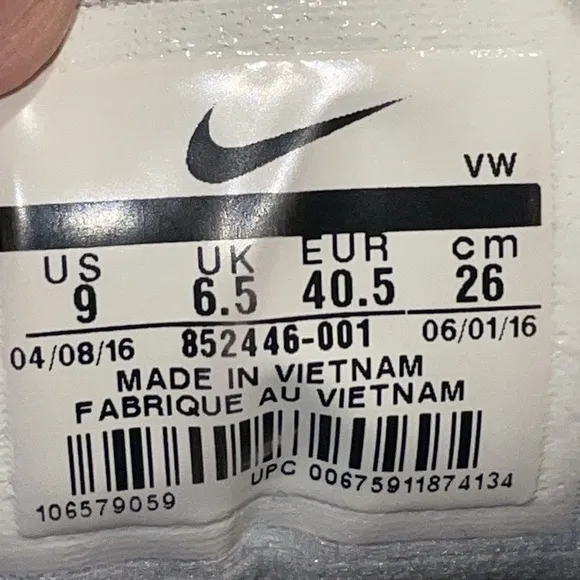 VW
US UK EUR cm
9 6.5 40.5 26
04/08/16 852446-001 06/01/16
MADE IN VIETNAM
FABRIQUE AU VIETNAM
UPC 00675911874134
106579059